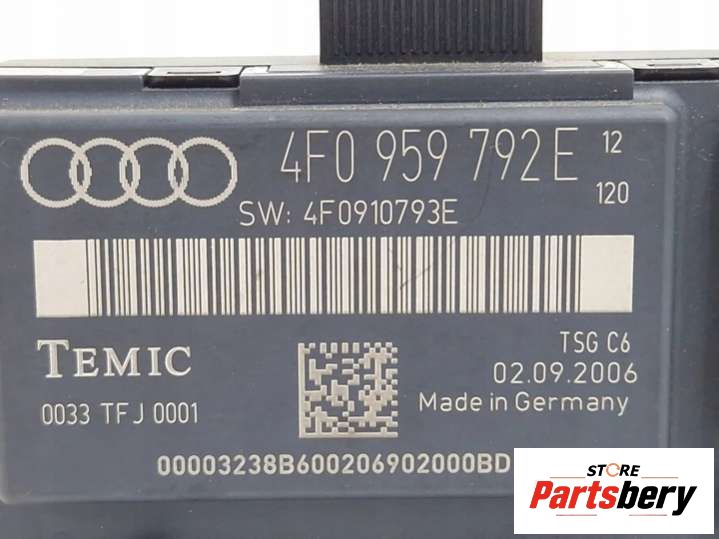 4F0 959 792 E 12
120
SW: 4F0910793E
TEMIC
TSG C6
02.09.2006
0033 TFJ 0001
Made in Germany
00003238B600206902000BD
STORE
Partsbery